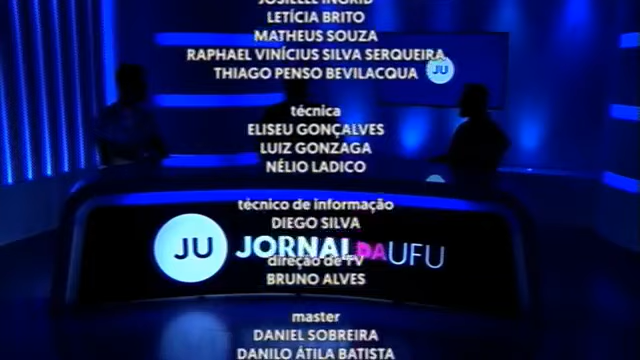 JOSIELLE INGRID
LETÍCIA BRITO
MATHEUS SOUZA
RAPHAEL VINÍCIUS SILVA SERQUEIRA
THIAGO PENSO BEVILACQUA
JU
técnica
ELISEU GONÇALVES
LUIZ GONZAGA
NÉLIO LADICO
técnico de informação
DIEGO SILVA
JU JORNAL DA UFU
direção de TV
BRUNO ALVES
master
DANIEL SOBREIRA
DANILO ÁTILA BATISTA